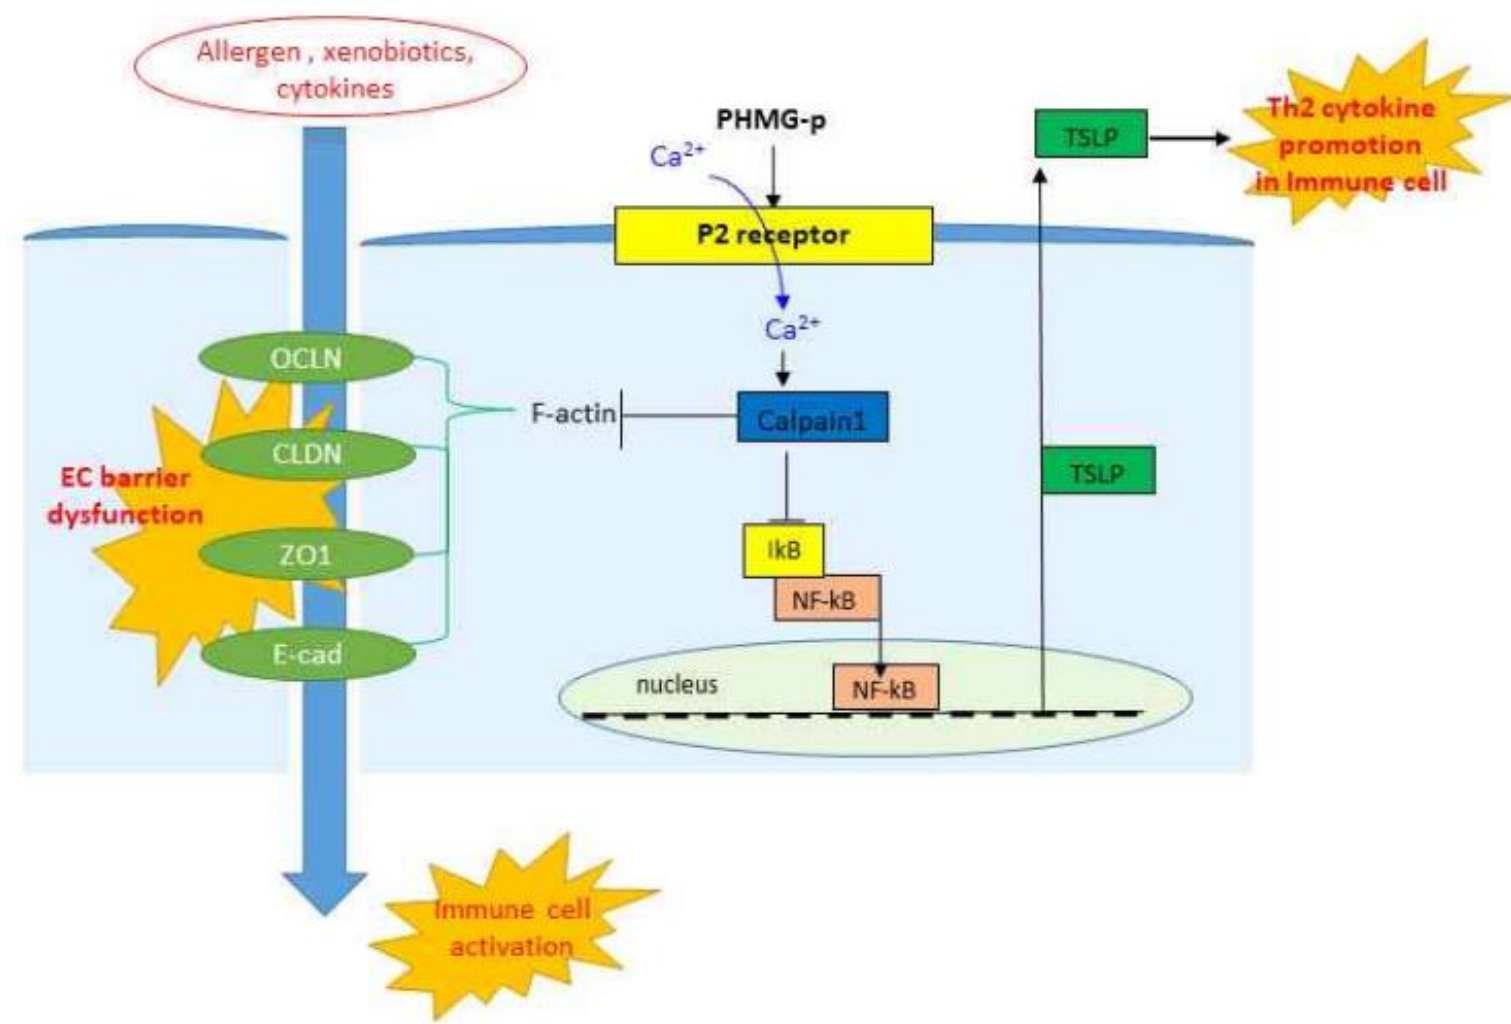 Allergen , xenobiotics,
cytokines
PHMG-p
Ca²⁺
P2 receptor
Ca²⁺
TSLP
Th2 cytokine
promotion
in Immune cell
OCLN
CLDN
ZO1
E-cad
EC barrier
dysfunction
F-actin
Calpain1
IkB
NF-kB
TSLP
nucleus
NF-kB
Immune cell
activation